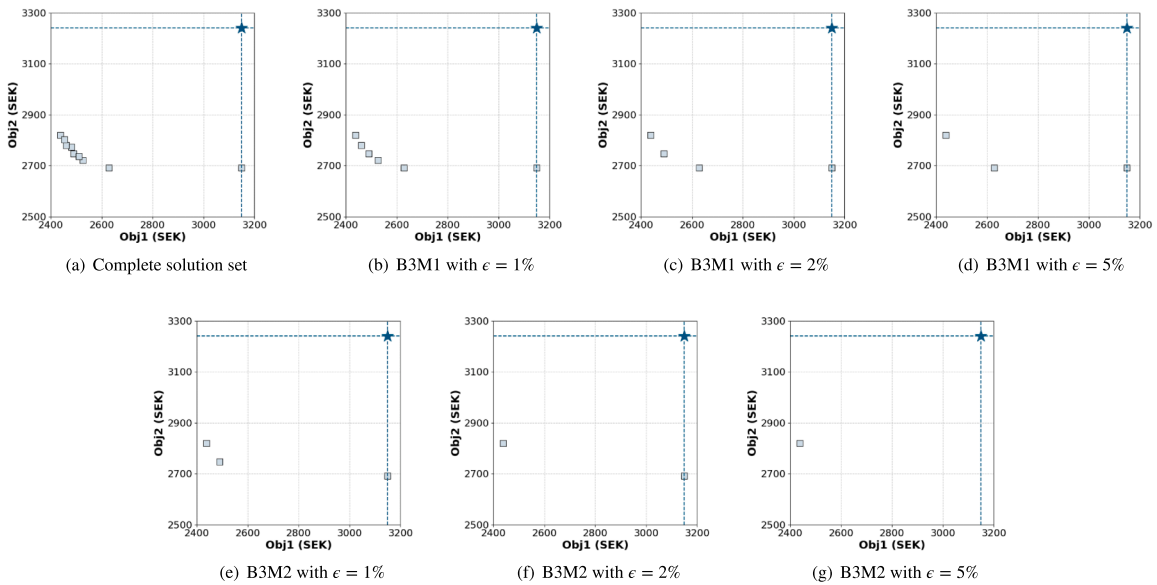 3300
3100
2900
2700
2500
Obj2 (SEK)
2400 2600 2800 3000 3200
Obj1 (SEK)
(a) Complete solution set
3300
3100
2900
2700
2500
Obj2 (SEK)
2400 2600 2800 3000 3200
Obj1 (SEK)
(b) B3M1 with ϵ = 1%
3300
3100
2900
2700
2500
Obj2 (SEK)
2400 2600 2800 3000 3200
Obj1 (SEK)
(c) B3M1 with ϵ = 2%
3300
3100
2900
2700
2500
Obj2 (SEK)
2400 2600 2800 3000 3200
Obj1 (SEK)
(d) B3M1 with ϵ = 5%
3300
3100
2900
2700
2500
Obj2 (SEK)
2400 2600 2800 3000 3200
Obj1 (SEK)
(e) B3M2 with ϵ = 1%
3300
3100
2900
2700
2500
Obj2 (SEK)
2400 2600 2800 3000 3200
Obj1 (SEK)
(f) B3M2 with ϵ = 2%
3300
3100
2900
2700
2500
Obj2 (SEK)
2400 2600 2800 3000 3200
Obj1 (SEK)
(g) B3M2 with ϵ = 5%